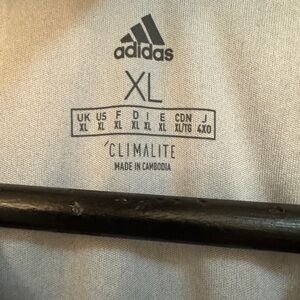 adidas
XL
UK US F D I E CDN J
XL XL XL XL XL XL XL/TG 4XO
CLIMALITE
MADE IN CAMBODIA